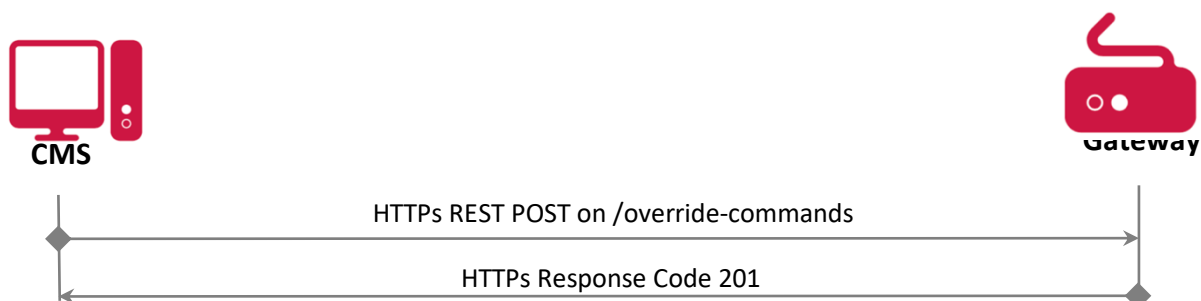 CMS
Gateway
HTTPs REST POST on /override-commands
HTTPs Response Code 201